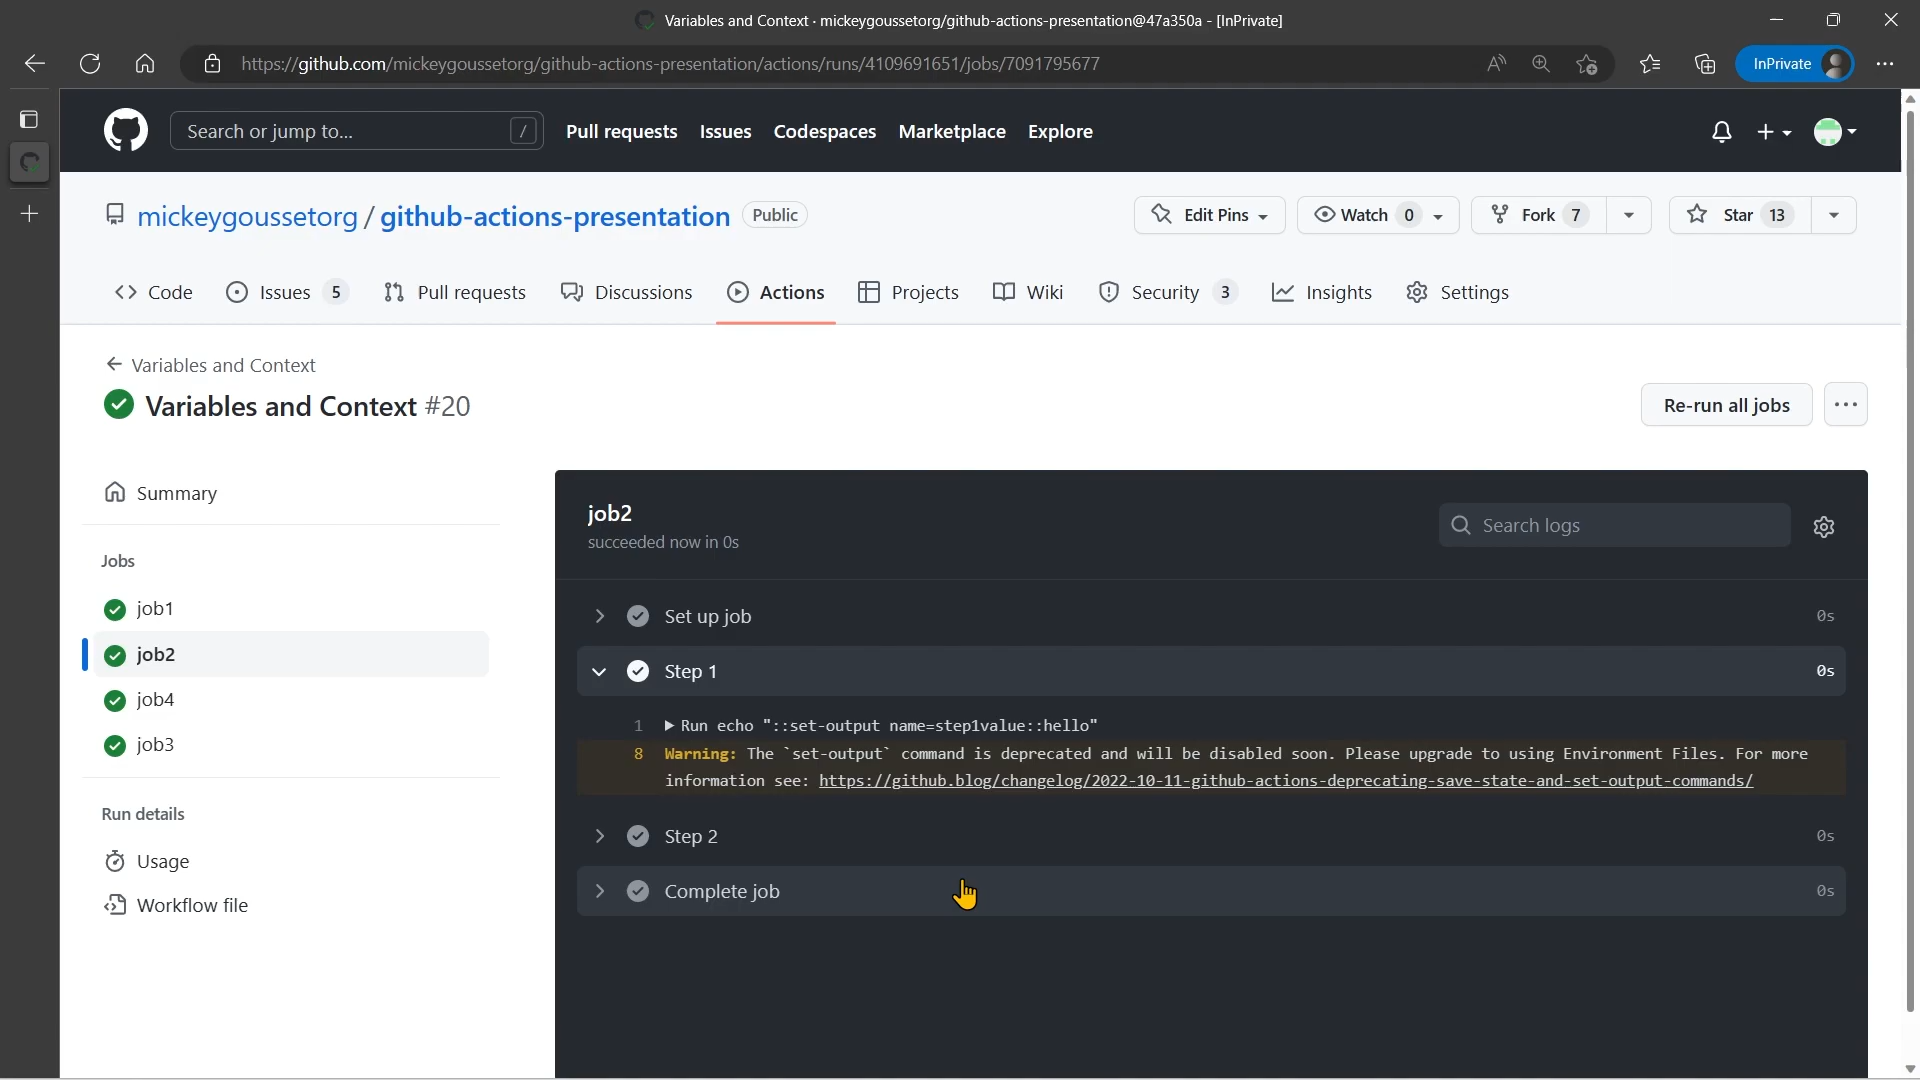 Variables and Context · mickeygoussetorg/github-actions-presentation@47a350a - [InPrivate]
https://github.com/mickeygoussetorg/github-actions-presentation/actions/runs/4109691651/jobs/7091795677
InPrivate
Search or jump to... /
Pull requests Issues Codespaces Marketplace Explore
mickeygoussetorg / github-actions-presentation Public
Edit Pins Watch 0 Fork 7 Star 13
Code Issues 5 Pull requests Discussions Actions Projects Wiki Security 3 Insights Settings
Variables and Context
Variables and Context #20
Re-run all jobs
Summary
Jobs
job1
job2
job4
job3
Run details
Usage
Workflow file
job2
succeeded now in 0s
Search logs
Set up job 0s
Step 1 0s
1 Run echo "::set-output name=step1value::hello"
8 Warning: The `set-output` command is deprecated and will be disabled soon. Please upgrade to using Environment Files. For more
information see: https://github.blog/changelog/2022-10-11-github-actions-deprecating-save-state-and-set-output-commands/
Step 2 0s
Complete job 0s